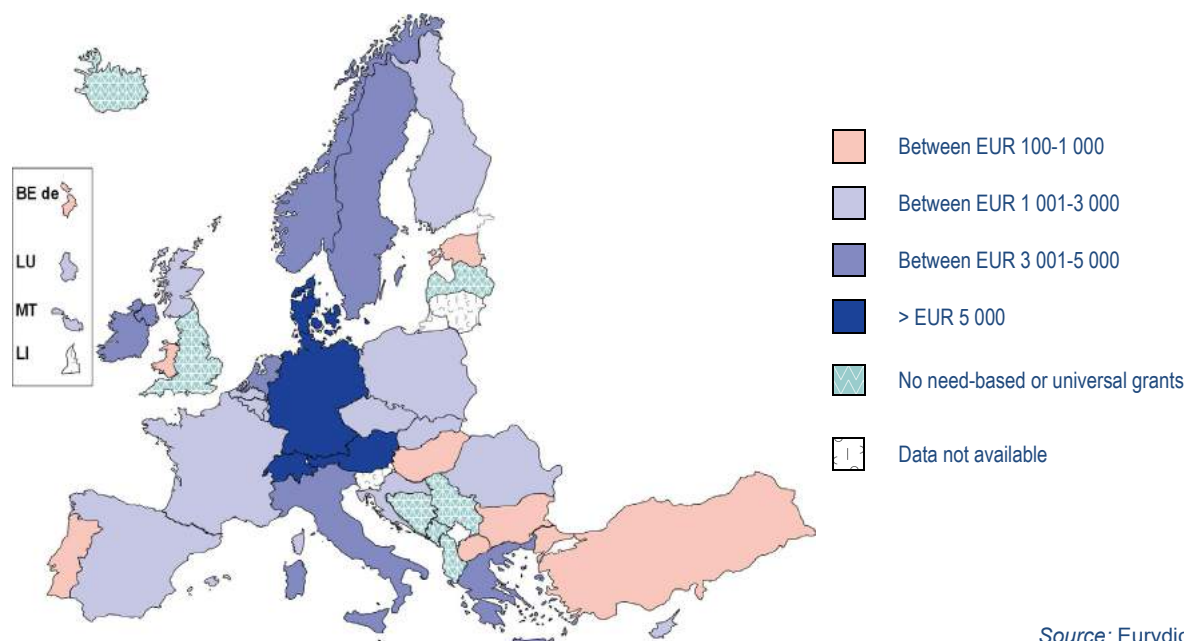 BE de
LU
MT
LI
Between EUR 100-1 000
Between EUR 1 001-3 000
Between EUR 3 001-5 000
> EUR 5 000
No need-based or universal grants
Data not available
Source: